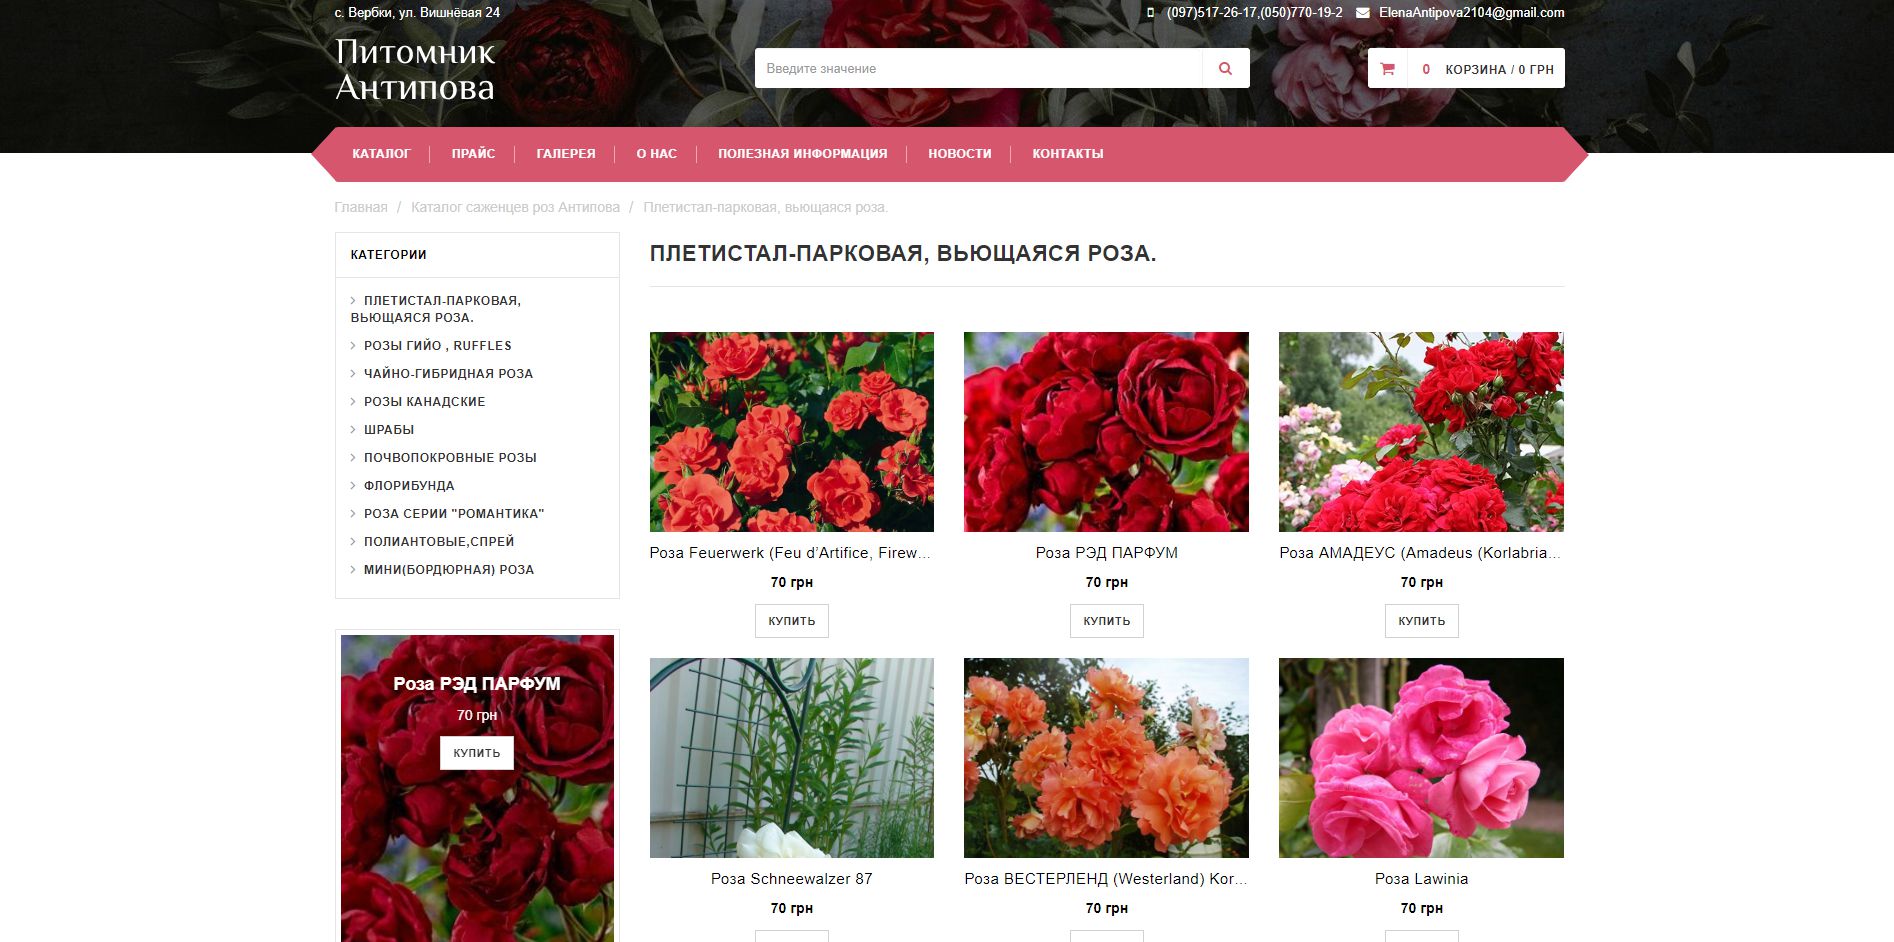 с. Вербки, ул. Вишнёвая 24
(097)517-26-17,(050)770-19-2
ElenaAntipova2104@gmail.com
Питомник
Антипова
Введите значение
0 КОРЗИНА / 0 ГРН
КАТАЛОГ ПРАЙС ГАЛЕРЕЯ О НАС ПОЛЕЗНАЯ ИНФОРМАЦИЯ НОВОСТИ КОНТАКТЫ
Главная / Каталог саженцев роз Антипова / Плетистал-парковая, вьющаяся роза.
КАТЕГОРИИ
ПЛЕТИСТАЛ-ПАРКОВАЯ,
ВЬЮЩАЯСЯ РОЗА.
РОЗЫ ГИЙО , RUFFLES
ЧАЙНО-ГИБРИДНАЯ РОЗА
РОЗЫ КАНАДСКИЕ
ШРАБЫ
ПОЧВОПОКРОВНЫЕ РОЗЫ
ФЛОРИБУНДА
РОЗА СЕРИИ "РОМАНТИКА"
ПОЛИАНТОВЫЕ,СПРЕЙ
МИНИ(БОРДЮРНАЯ) РОЗА
Роза РЭД ПАРФУМ
70 грн
КУПИТЬ
ПЛЕТИСТАЛ-ПАРКОВАЯ, ВЬЮЩАЯСЯ РОЗА.
Роза Feuerwerk (Feu d’Artifice, Firew...
70 грн
КУПИТЬ
Роза РЭД ПАРФУМ
70 грн
КУПИТЬ
Роза АМАДЕУС (Amadeus (Korlabria...
70 грн
КУПИТЬ
Роза Schneewalzer 87
70 грн
Роза ВЕСТЕРЛЕНД (Westerland) Kor...
70 грн
Роза Lawinia
70 грн